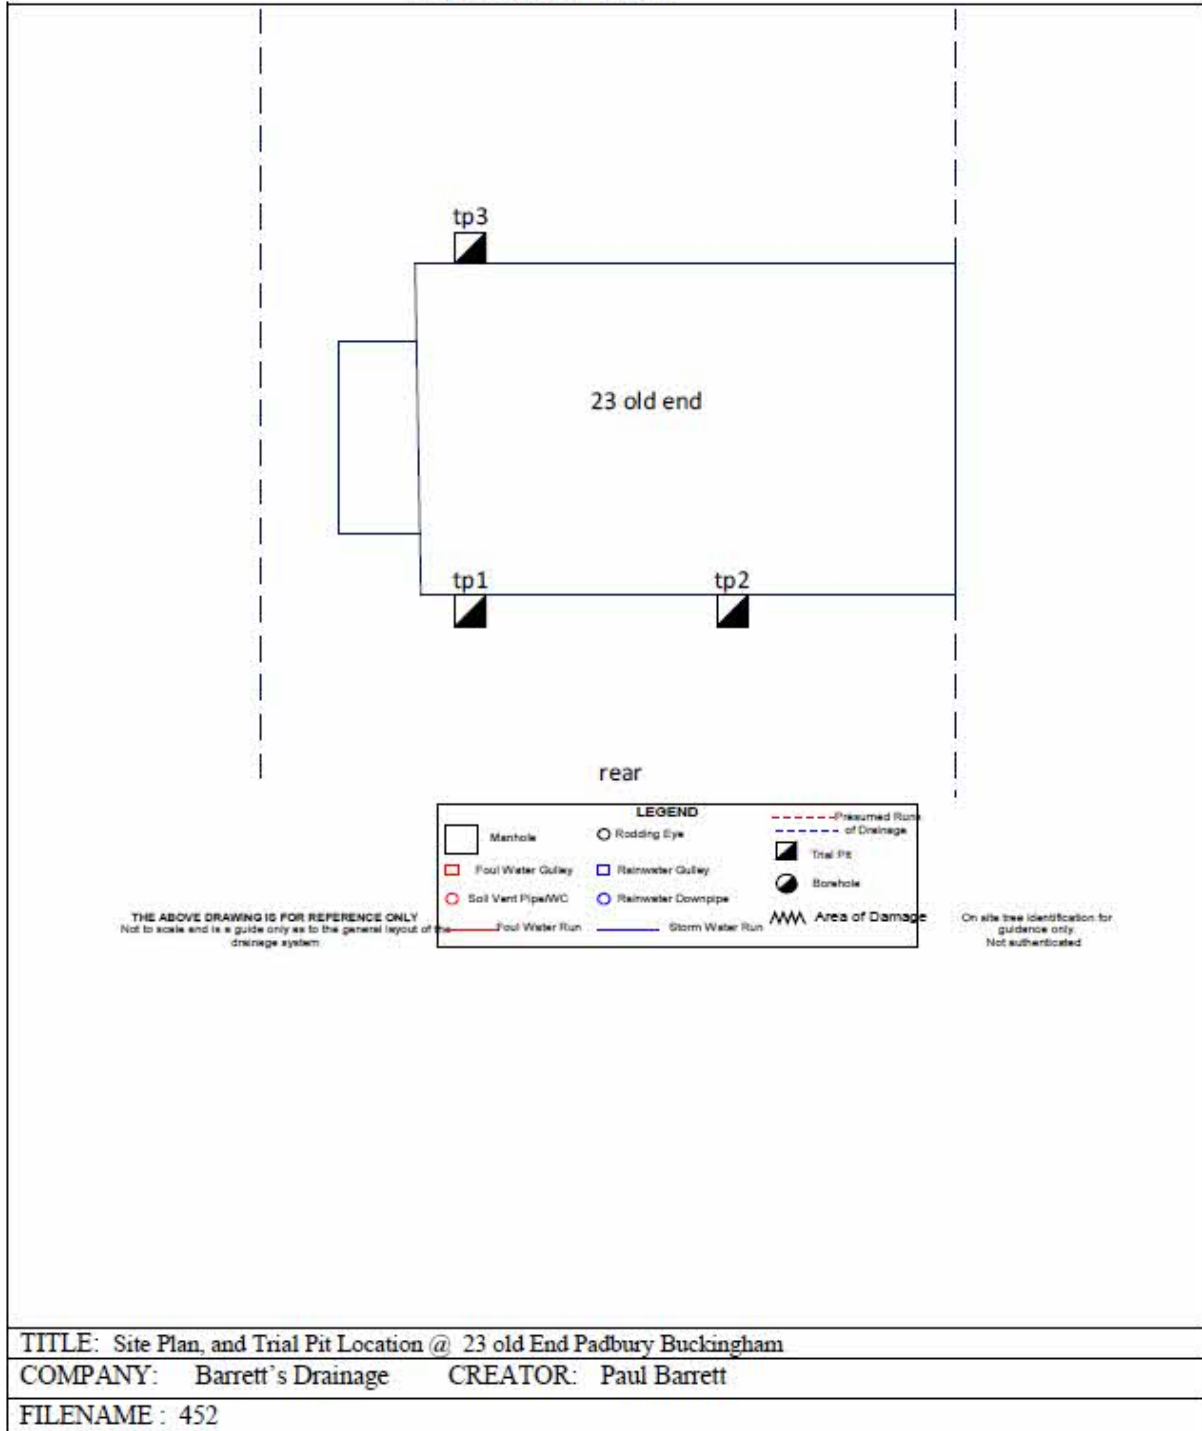 tp3
23 old end
tp1
tp2
rear
LEGEND
Manhole
Rodding Eye
Presumed Runs
of Drainage
Trial Pit
Foul Water Gulley
Rainwater Gulley
Borehole
Soil Vent Pipe/WC
Rainwater Downpipe
Area of Damage
Foul Water Run
Storm Water Run
THE ABOVE DRAWING IS FOR REFERENCE ONLY
Not to scale and is a guide only as to the general layout of the
drainage system
On site tree identification for
guidance only.
Not authenticated
TITLE: Site Plan, and Trial Pit Location @ 23 old End Padbury Buckingham
COMPANY: Barrett's Drainage CREATOR: Paul Barrett
FILENAME : 452